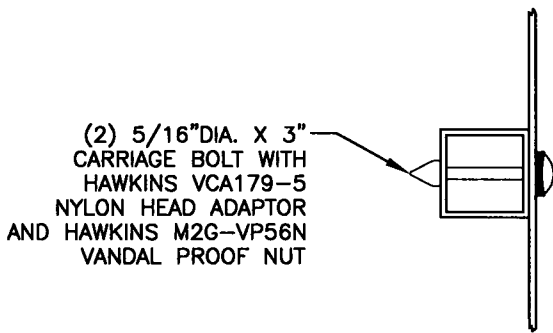 (2) 5/16"DIA. X 3"
CARRIAGE BOLT WITH
HAWKINS VCA179-5
NYLON HEAD ADAPTOR
AND HAWKINS M2G-VP56N
VANDAL PROOF NUT